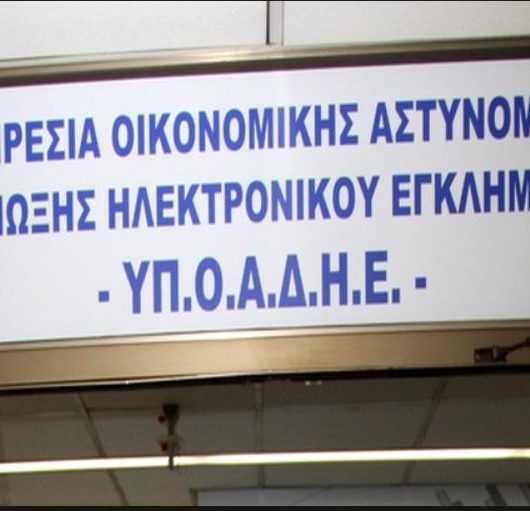 ΡΕΣΙΑ ΟΙΚΟΝΟΜΙΚΗΣ ΑΣΤΥΝΟΜ
ΩΞΗΣ ΗΛΕΚΤΡΟΝΙΚΟΥ ΕΓΚΛΗΜ
- ΥΠ.Ο.Α.Δ.Η.Ε. -